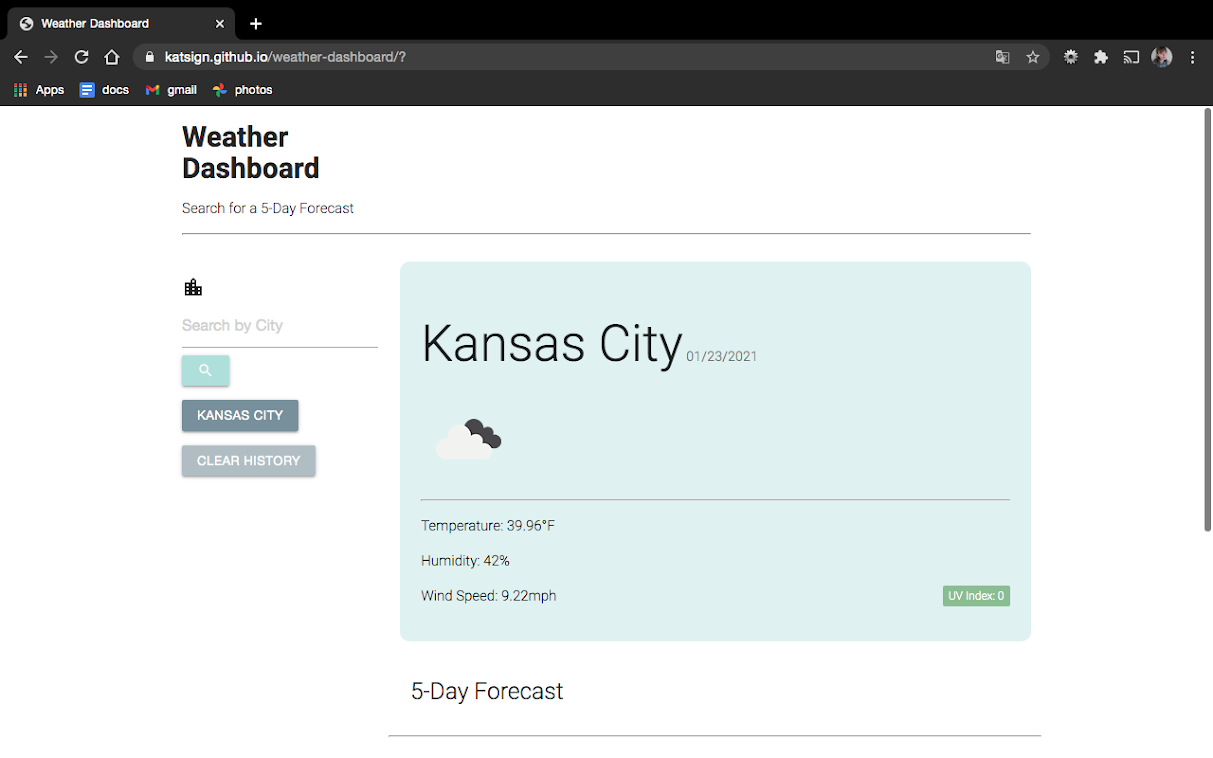 Weather Dashboard
katsign.github.io/weather-dashboard/?
Apps docs gmail photos
Weather
Dashboard
Search for a 5-Day Forecast
Search by City
KANSAS CITY
CLEAR HISTORY
Kansas City 01/23/2021
Temperature: 39.96°F
Humidity: 42%
Wind Speed: 9.22mph
UV Index: 0
5-Day Forecast